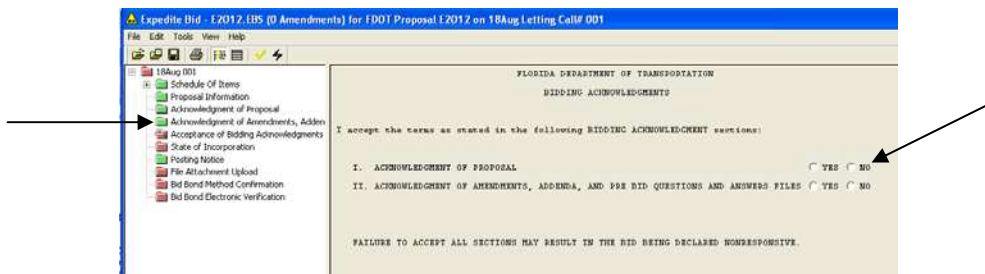 Expedite Bid - E2012.EBS (0 Amendments) for FDOT Proposal E2012 on 18Aug Letting Call# 001
File Edit Tools View Help
18Aug 001
Schedule Of Items
Proposal Information
Acknowledgment of Proposal
Acknowledgment of Amendments, Adden
Acceptance of Bidding Acknowledgments
State of Incorporation
Posting Notice
File Attachment Upload
Bid Bond Method Confirmation
Bid Bond Electronic Verification
FLORIDA DEPARTMENT OF TRANSPORTATION
BIDDING ACKNOWLEDGMENTS
I accept the terms as stated in the following BIDDING ACKNOWLEDGMENT sections:
I. ACKNOWLEDGMENT OF PROPOSAL YES NO
II. ACKNOWLEDGMENT OF AMENDMENTS, ADDENDA, AND PRE BID QUESTIONS AND ANSWERS FILES YES NO
FAILURE TO ACCEPT ALL SECTIONS MAY RESULT IN THE BID BEING DECLARED NONRESPONSIVE.